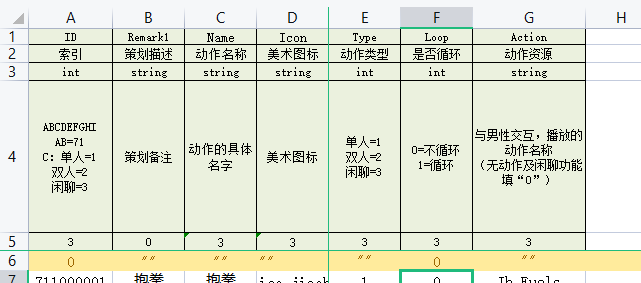 A B C D E F G H
1 ID Remark1 Name Icon Type Loop Action
2 索引 策划描述 动作名称 美术图标 动作类型 是否循环 动作资源
3 int string string string int int string
4
ABCDEFGHI
AB=71
C：单人=1
双人=2
闲聊=3
策划备注
动作的具体
名字
美术图标
单人=1
双人=2
闲聊=3
0=不循环
1=循环
与男性交互，播放的
动作名称
（无动作及闲聊功能
填“0”）
5 3 0 3 3 3 3 3
6 0 "" "" "" "" 0 ""
7 711000001 抱拳 抱拳 1 0